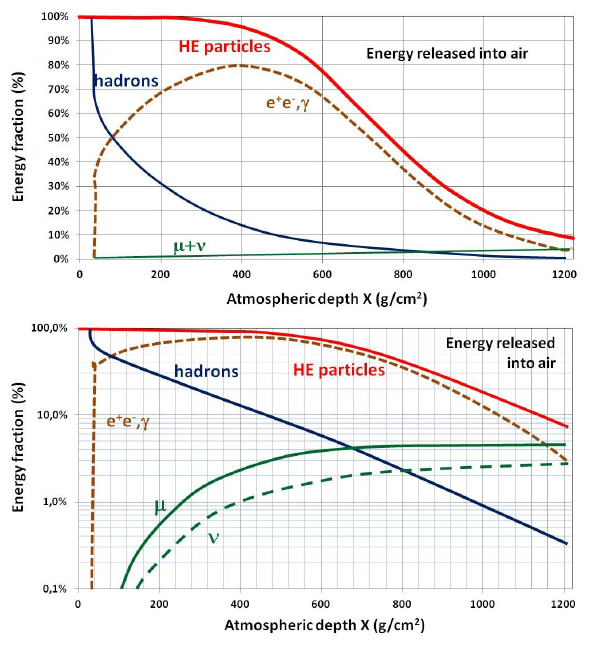 100%
90%
80%
70%
60%
50%
40%
30%
20%
10%
0%
Energy fraction (%)
HE particles
Energy released into air
hadrons
e⁺e⁻,γ
μ+ν
0 200 400 600 800 1000 1200
Atmospheric depth X (g/cm²)
100,0%
10,0%
1,0%
0,1%
Energy fraction (%)
Energy released
into air
hadrons
HE particles
e⁺e⁻,γ
μ
ν
0 200 400 600 800 1000 1200
Atmospheric depth X (g/cm²)